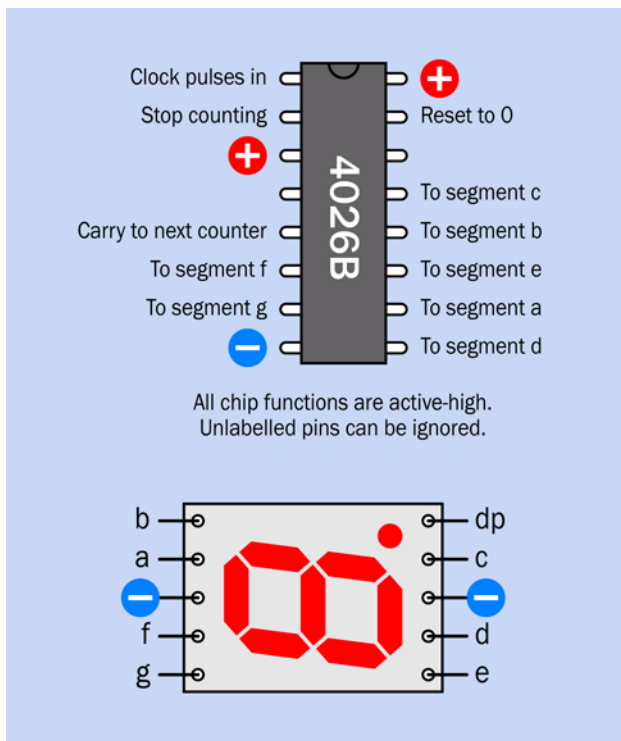 Clock pulses in
+
Stop counting
Reset to 0
+
4026B
To segment c
Carry to next counter
To segment b
To segment f
To segment e
To segment g
To segment a
−
To segment d
All chip functions are active-high.
Unlabelled pins can be ignored.
b
dp
a
c
−
−
f
d
g
e